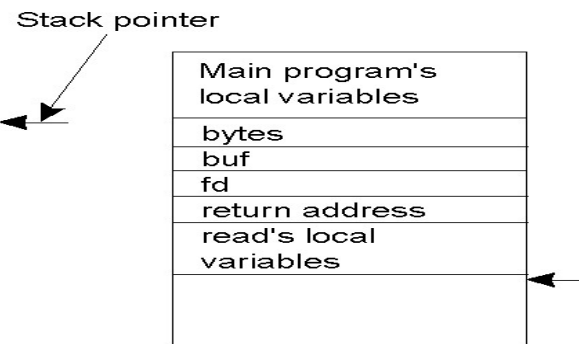 Stack pointer
Main program's
local variables
bytes
buf
fd
return address
read's local
variables